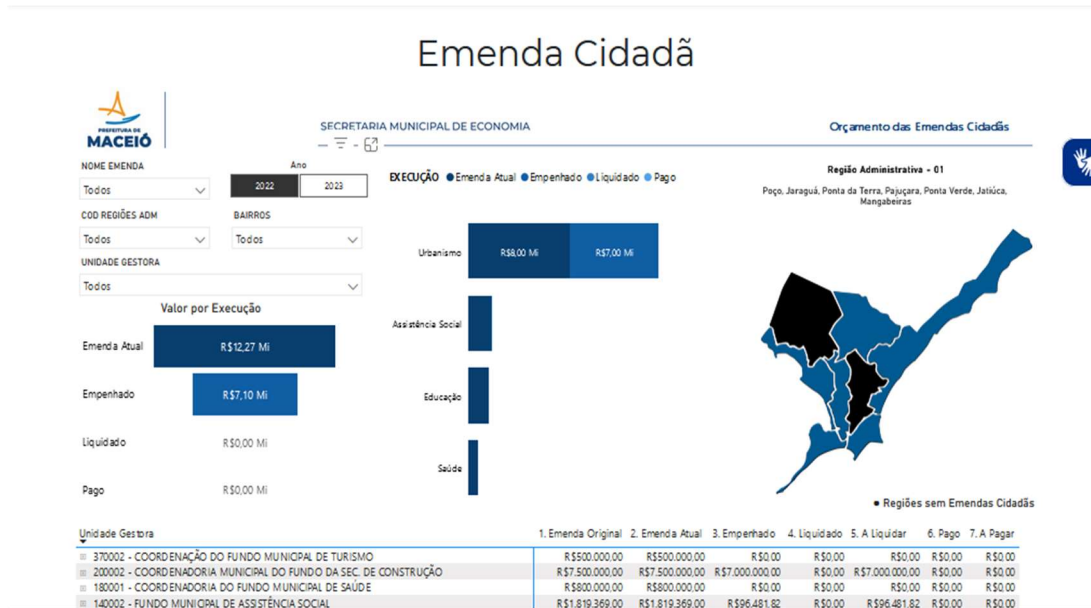 Emenda Cidadã
PREFEITURA DE
MACEIÓ
SECRETARIA MUNICIPAL DE ECONOMIA
Orçamento das Emendas Cidadãs
NOME EMENDA
Todos
Ano
2022
2023
COD REGIÕES ADM
Todos
BAIRROS
Todos
UNIDADE GESTORA
Todos
Valor por Execução
Emenda Atual
R$12,27 Mi
Empenhado
R$7,10 Mi
Liquidado
R$0,00 Mi
Pago
R$0,00 Mi
EXECUÇÃO Emenda Atual Empenhado Liquidado Pago
Urbanismo
R$8,00 Mi
R$7,00 Mi
Assistência Social
Educação
Saúde
Região Administrativa - 01
Poço, Jaraguá, Ponta da Terra, Pajuçara, Ponta Verde, Jatiúca,
Mangabeiras
Regiões sem Emendas Cidadãs
Unidade Gestora 1. Emenda Original 2. Emenda Atual 3. Empenhado 4. Liquidado 5. A Liquidar 6. Pago 7. A Pagar
370002 - COORDENAÇÃO DO FUNDO MUNICIPAL DE TURISMO R$500.000,00 R$500.000,00 R$0,00 R$0,00 R$0,00 R$0,00 R$0,00
200002 - COORDENADORIA MUNICIPAL DO FUNDO DA SEC. DE CONSTRUÇÃO R$7.500.000,00 R$7.500.000,00 R$7.000.000,00 R$0,00 R$7.000.000,00 R$0,00 R$0,00
180001 - COORDENADORIA DO FUNDO MUNICIPAL DE SAÚDE R$800.000,00 R$800.000,00 R$0,00 R$0,00 R$0,00 R$0,00 R$0,00
140002 - FUNDO MUNICIPAL DE ASSISTÊNCIA SOCIAL R$1.819.369,00 R$1.819.369,00 R$96.481,82 R$0,00 R$96.481,82 R$0,00 R$0,00